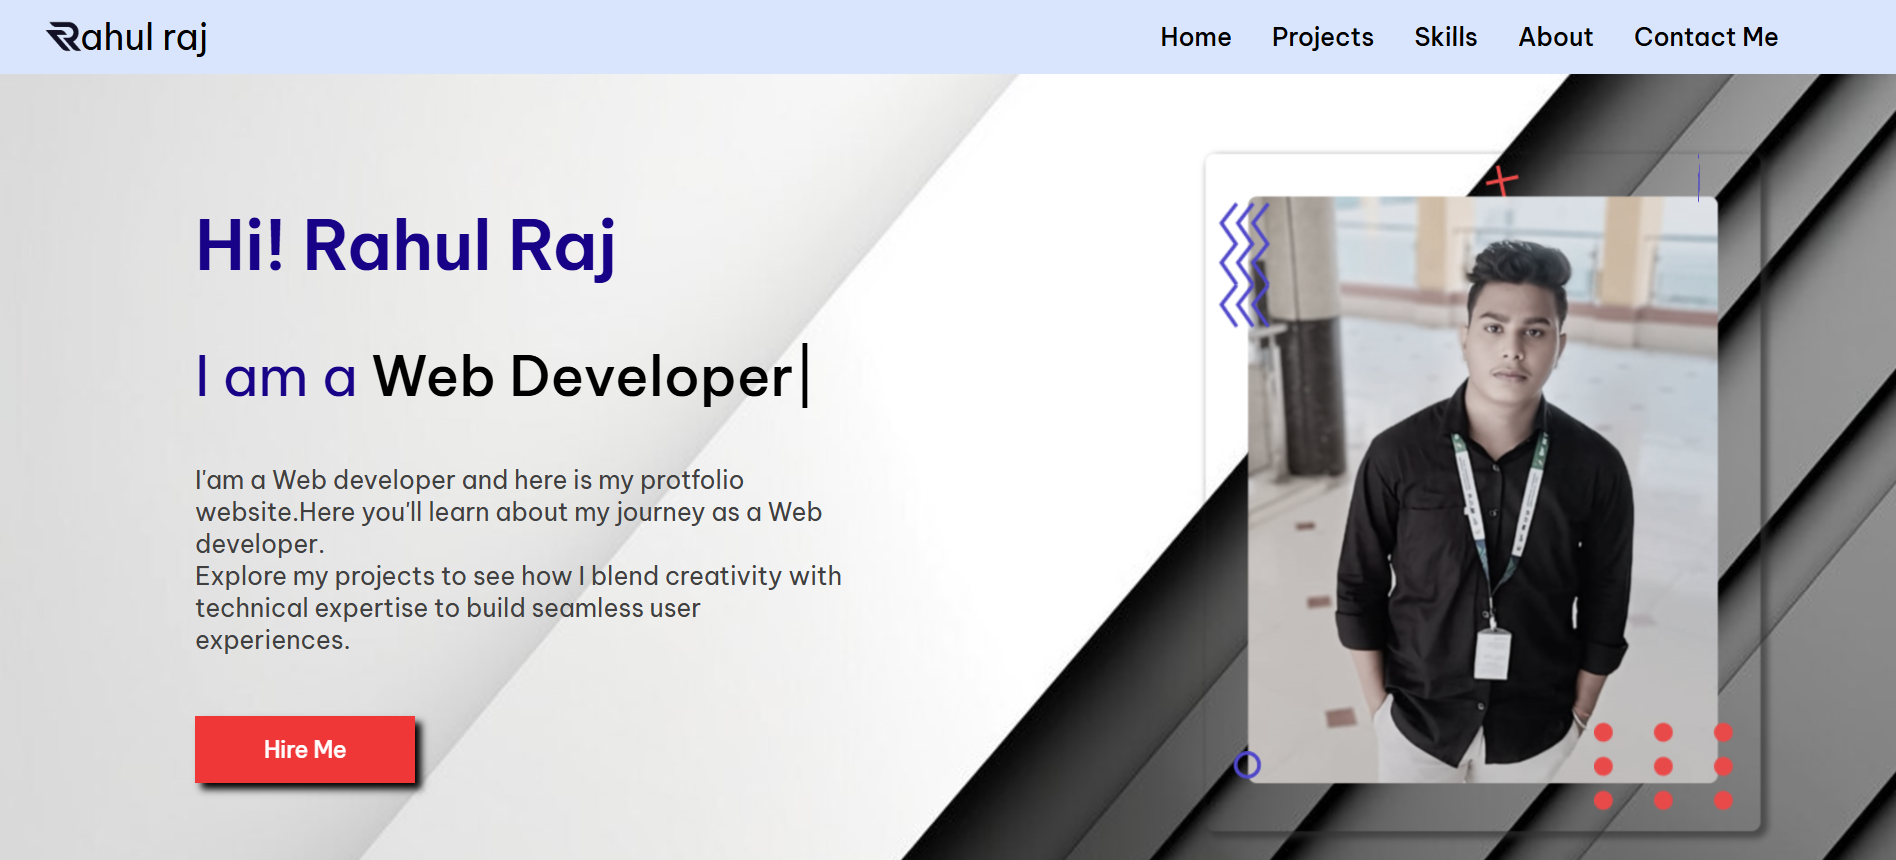 Rahul raj
Home Projects Skills About Contact Me
Hi! Rahul Raj
I am a Web Developer
I'am a Web developer and here is my protfolio
website.Here you'll learn about my journey as a Web
developer.
Explore my projects to see how I blend creativity with
technical expertise to build seamless user
experiences.
Hire Me